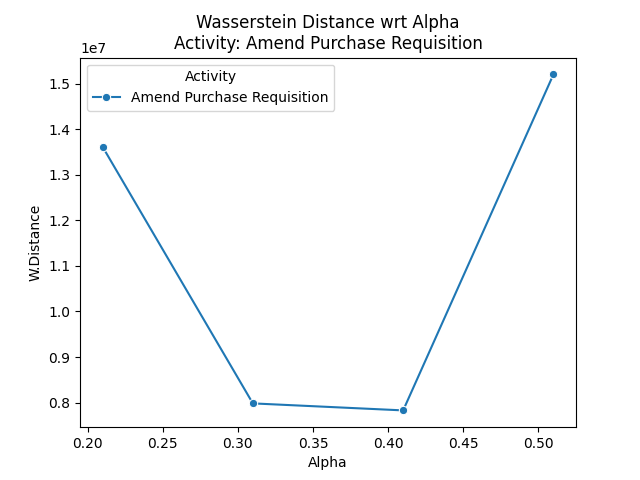 Wasserstein Distance wrt Alpha
Activity: Amend Purchase Requisition
1e7
Activity
Amend Purchase Requisition
1.5
1.4
1.3
1.2
1.1
1.0
0.9
0.8
W.Distance
0.20 0.25 0.30 0.35 0.40 0.45 0.50
Alpha